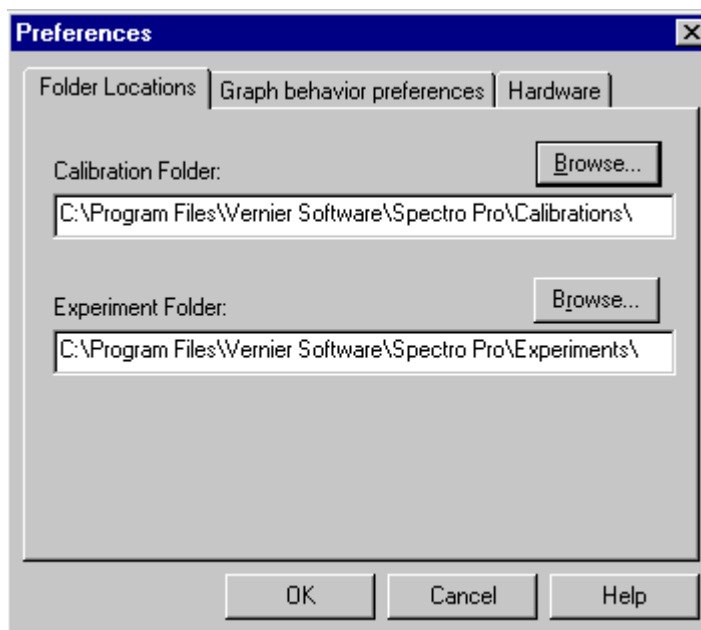 Preferences
Folder Locations Graph behavior preferences Hardware
Calibration Folder: Browse...
C:\Program Files\Vernier Software\Spectro Pro\Calibrations\
Experiment Folder: Browse...
C:\Program Files\Vernier Software\Spectro Pro\Experiments\
OK Cancel Help